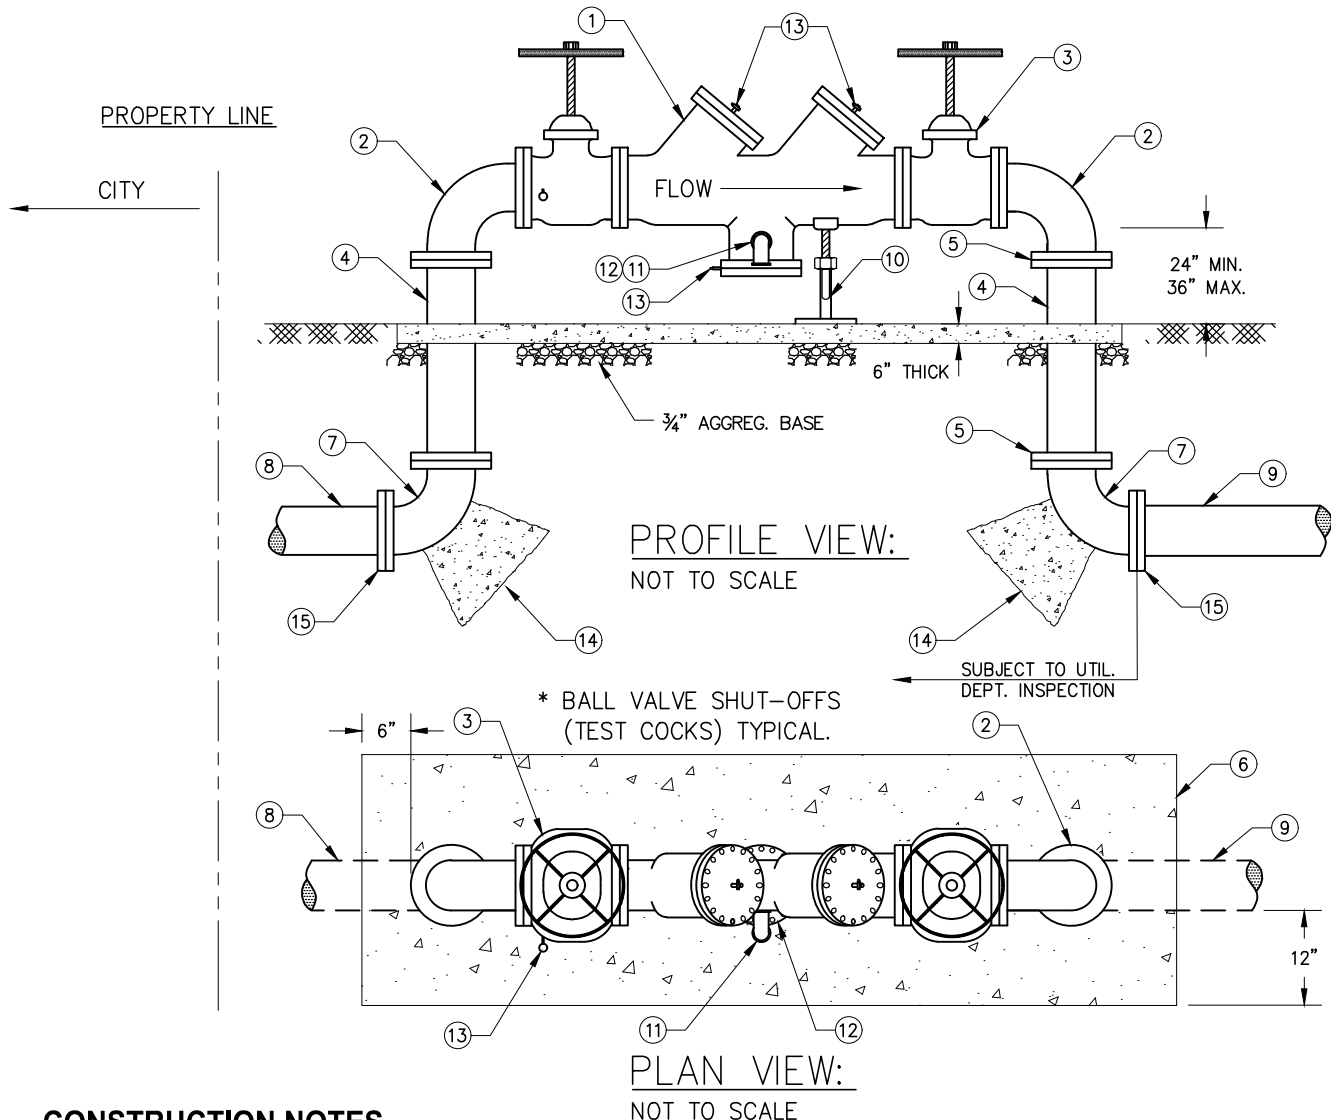 1
13
3
PROPERTY LINE
2
2
CITY
FLOW
4
12 11
13
10
5
4
24" MIN.
36" MAX.
6" THICK
¾" AGGREG. BASE
7
8
5
7
9
PROFILE VIEW:
NOT TO SCALE
15
14
14
15
SUBJECT TO UTIL.
DEPT. INSPECTION
* BALL VALVE SHUT-OFFS
(TEST COCKS) TYPICAL.
6"
3
2
6
8
9
12"
13
11
12
PLAN VIEW:
NOT TO SCALE
CONSTRUCTION NOTES